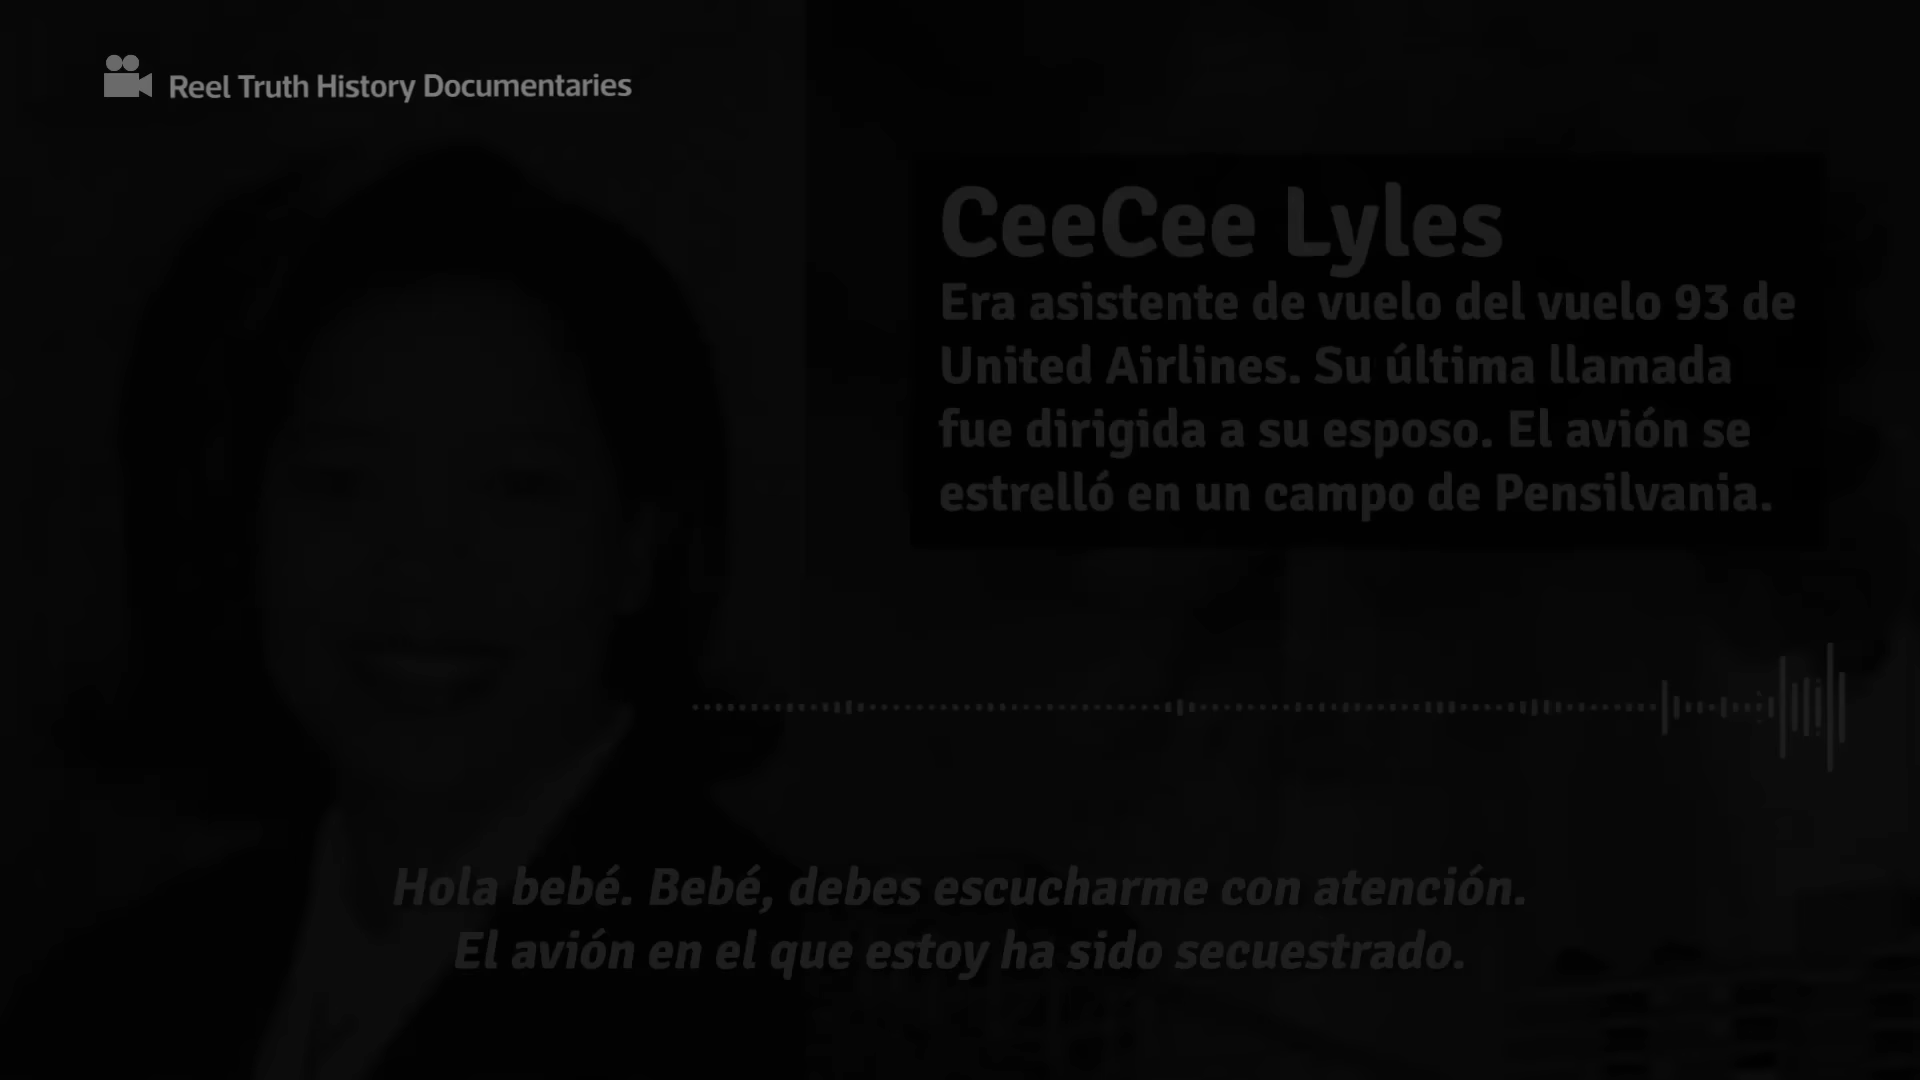 Reel Truth History Documentaries
CeeCee Lyles
Era asistente de vuelo del vuelo 93 de
United Airlines. Su última llamada
fue dirigida a su esposo. El avión se
estrelló en un campo de Pensilvania.
Hola bebé. Bebé, debes escucharme con atención.
El avión en el que estoy ha sido secuestrado.